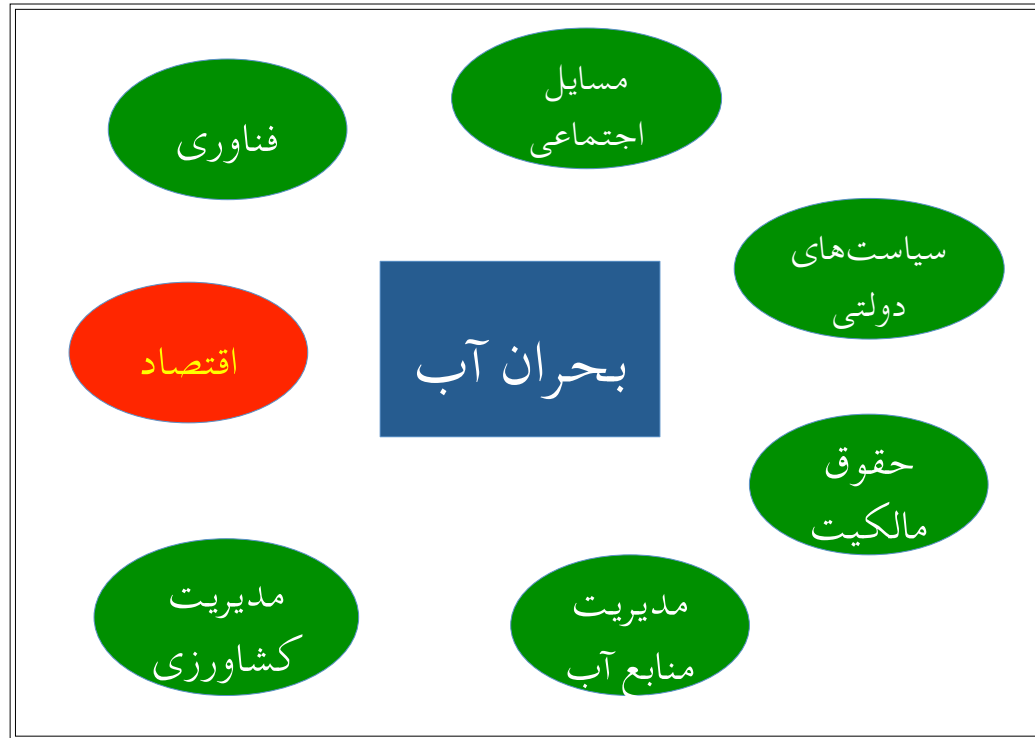 مسایل
اجتماعی
فناوری
سیاست‌های
دولتی
بحران آب
اقتصاد
حقوق
مالکیت
مدیریت
منابع آب
مدیریت
کشاورزی